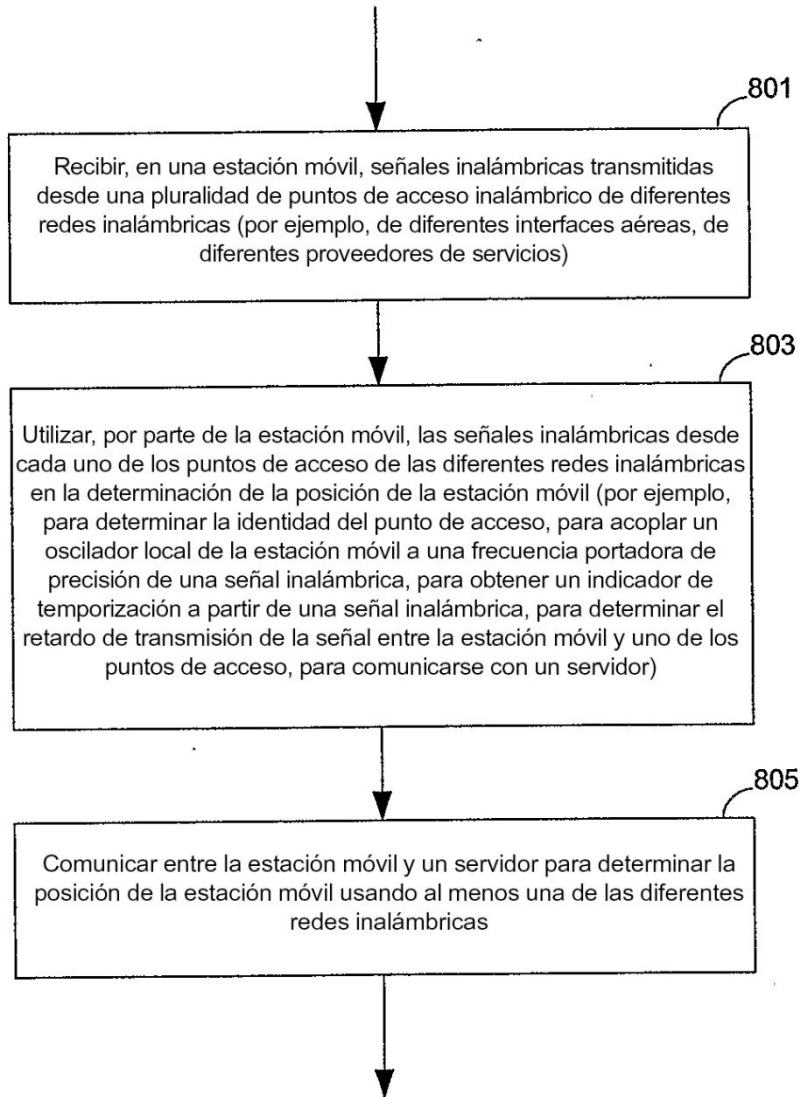 801
Recibir, en una estación móvil, señales inalámbricas transmitidas
desde una pluralidad de puntos de acceso inalámbrico de diferentes
redes inalámbricas (por ejemplo, de diferentes interfaces aéreas, de
diferentes proveedores de servicios)
803
Utilizar, por parte de la estación móvil, las señales inalámbricas desde
cada uno de los puntos de acceso de las diferentes redes inalámbricas
en la determinación de la posición de la estación móvil (por ejemplo,
para determinar la identidad del punto de acceso, para acoplar un
oscilador local de la estación móvil a una frecuencia portadora de
precisión de una señal inalámbrica, para obtener un indicador de
temporización a partir de una señal inalámbrica, para determinar el
retardo de transmisión de la señal entre la estación móvil y uno de los
puntos de acceso, para comunicarse con un servidor)
805
Comunicar entre la estación móvil y un servidor para determinar la
posición de la estación móvil usando al menos una de las diferentes
redes inalámbricas